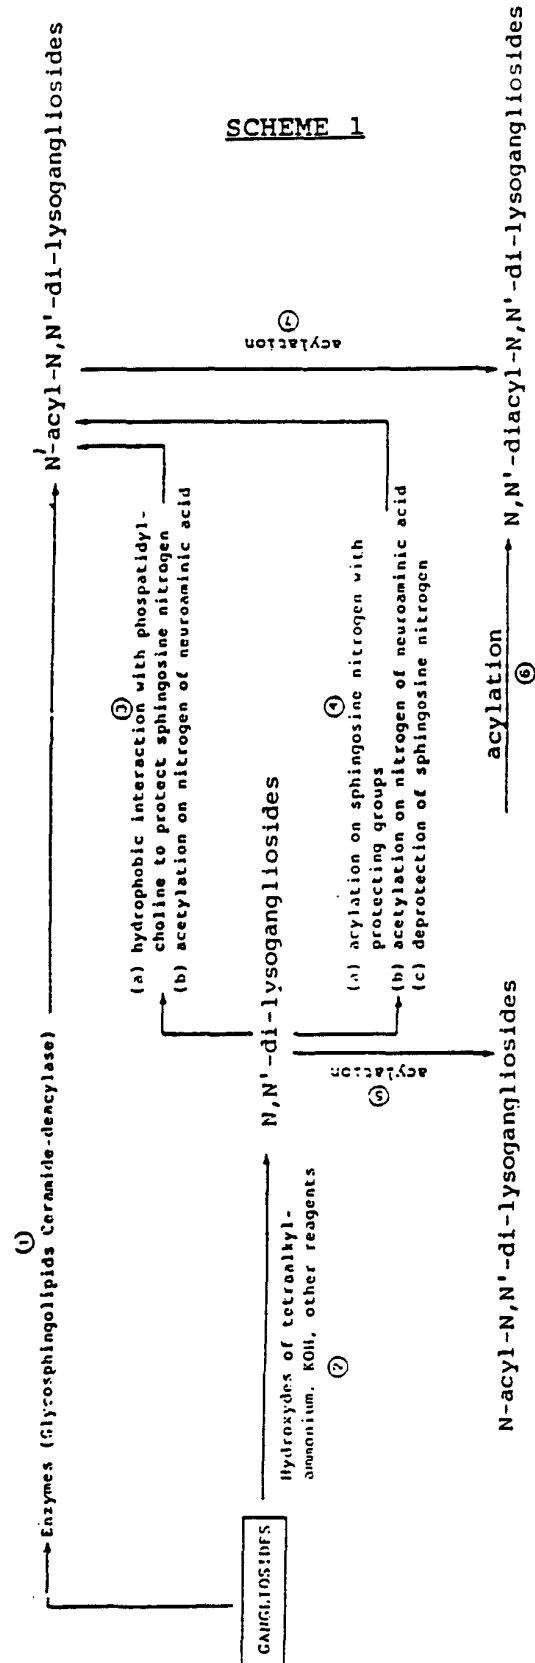 SCHEME 1
①
Enzymes (Glycosphingolipids Ceramide-deacylase)
N'-acyl-N,N'-di-lysogangliosides
③
(a) hydrophobic interaction with phospatidyl-
choline to protect sphingosine nitrogen
(b) acetylation on nitrogen of neuroaminic acid
acylation
⑦
GANGLIOSIDES
Hydroxydes of tetraalkyl-
ammonium, KOH, other reagents
②
N,N'-di-lysogangliosides
④
(a) acylation on sphingosine nitrogen with
protecting groups
(b) acetylation on nitrogen of neuroaminic acid
(c) deprotection of sphingosine nitrogen
acylation
⑤
N-acyl-N,N'-di-lysogangliosides
acylation
⑥
N,N'-diacyl-N,N'-di-lysogangliosides